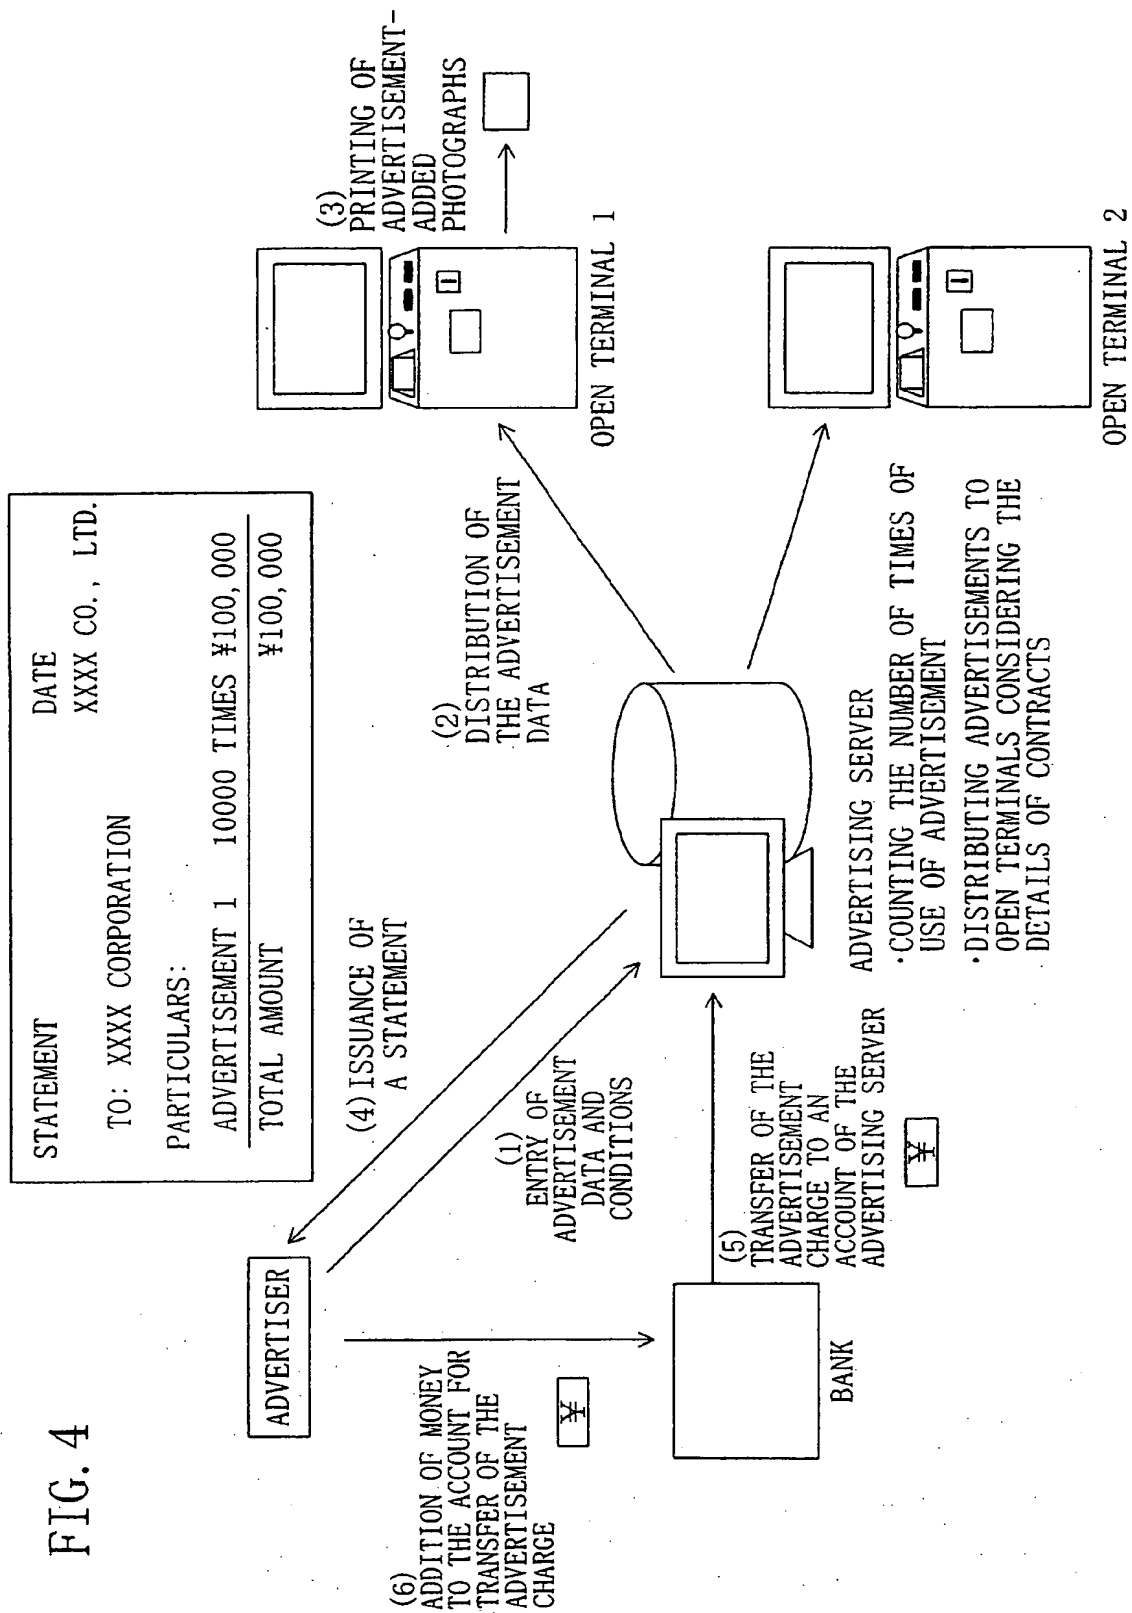 FIG. 4
STATEMENT
DATE
XXXX CO., LTD.
TO: XXXX CORPORATION
PARTICULARS:
ADVERTISEMENT 1 10000 TIMES ¥100,000
TOTAL AMOUNT ¥100,000
ADVERTISER
(4) ISSUANCE OF
A STATEMENT
(1)
ENTRY OF
ADVERTISEMENT
DATA AND
CONDITIONS
(2)
DISTRIBUTION OF
THE ADVERTISEMENT
DATA
(3)
PRINTING OF
ADVERTISEMENT-
ADDED
PHOTOGRAPHS
OPEN TERMINAL 1
OPEN TERMINAL 2
(6)
ADDITION OF MONEY
TO THE ACCOUNT FOR
TRANSFER OF THE
ADVERTISEMENT
CHARGE
¥
BANK
(5)
TRANSFER OF THE
ADVERTISEMENT
CHARGE TO AN
ACCOUNT OF THE
ADVERTISING SERVER
¥
ADVERTISING SERVER
·COUNTING THE NUMBER OF TIMES OF
USE OF ADVERTISEMENT
·DISTRIBUTING ADVERTISEMENTS TO
OPEN TERMINALS CONSIDERING THE
DETAILS OF CONTRACTS